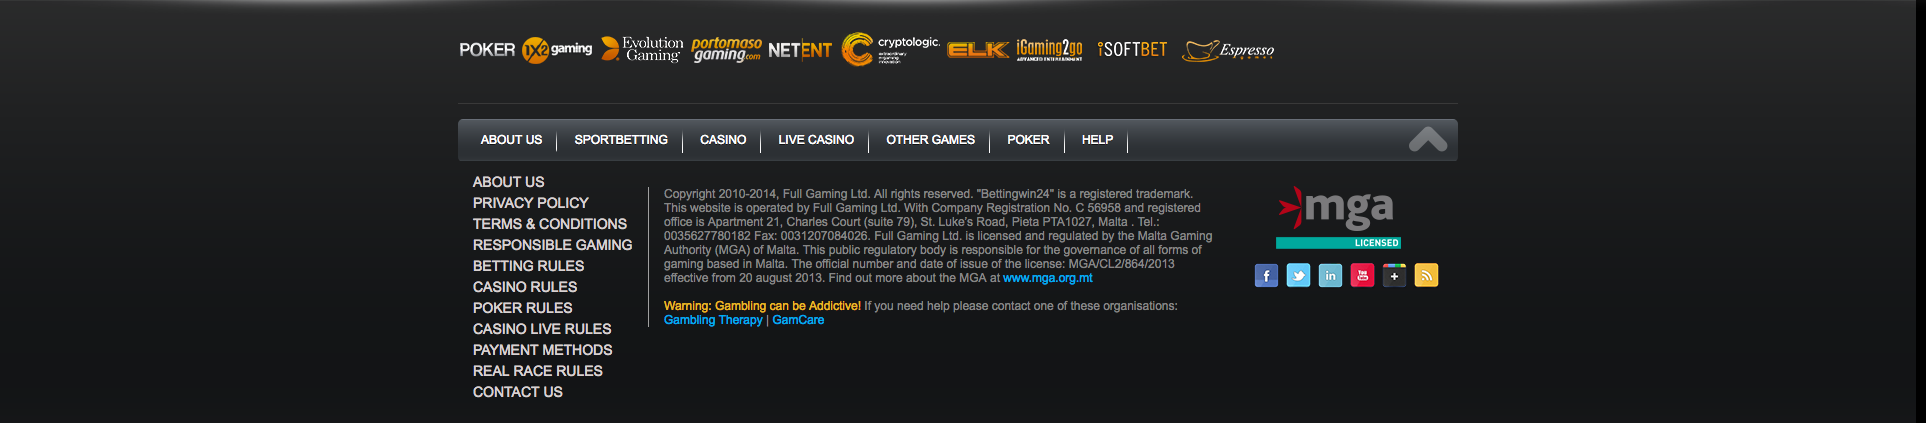 POKER 1X2 gaming Evolution Gaming portomaso gaming.com NETENT cryptologic. extraordinary eGaming innovation ELK iGaming2go ADVANCED ENTERTAINMENT iSOFTBET Espresso games
ABOUT US SPORTBETTING CASINO LIVE CASINO OTHER GAMES POKER HELP
ABOUT US
PRIVACY POLICY
TERMS & CONDITIONS
RESPONSIBLE GAMING
BETTING RULES
CASINO RULES
POKER RULES
CASINO LIVE RULES
PAYMENT METHODS
REAL RACE RULES
CONTACT US
Copyright 2010-2014, Full Gaming Ltd. All rights reserved. "Bettingwin24" is a registered trademark.
This website is operated by Full Gaming Ltd. With Company Registration No. C 56958 and registered
office is Apartment 21, Charles Court (suite 79), St. Luke's Road, Pieta PTA1027, Malta . Tel.:
0035627780182 Fax: 0031207084026. Full Gaming Ltd. is licensed and regulated by the Malta Gaming
Authority (MGA) of Malta. This public regulatory body is responsible for the governance of all forms of
gaming based in Malta. The official number and date of issue of the license: MGA/CL2/864/2013
effective from 20 august 2013. Find out more about the MGA at www.mga.org.mt
Warning: Gambling can be Addictive! If you need help please contact one of these organisations:
Gambling Therapy | GamCare
mga
LICENSED
f in You +